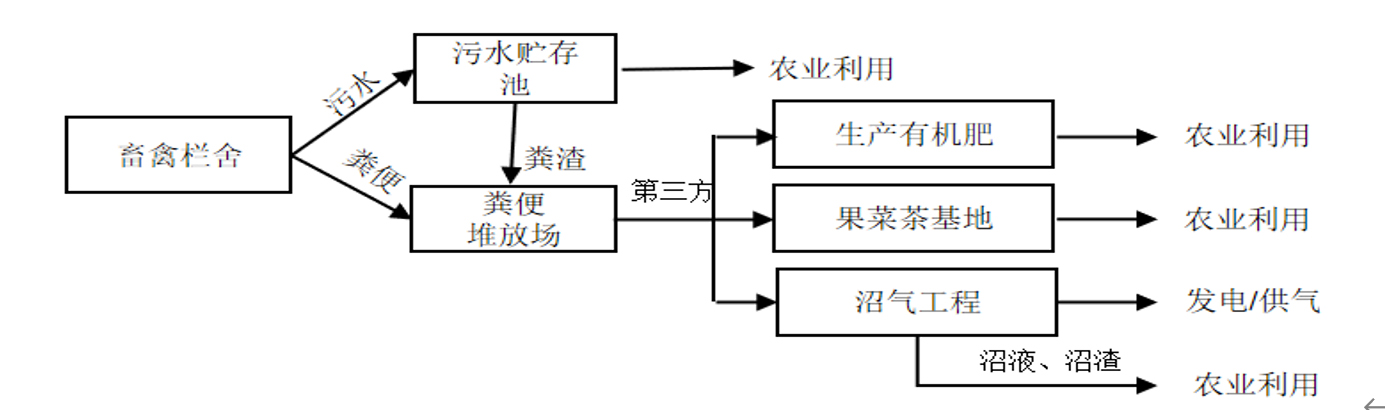 污水贮存
池
农业利用
污水
畜禽栏舍
粪便
粪渣
粪便
堆放场
第三方
生产有机肥
农业利用
果菜茶基地
农业利用
沼气工程
发电/供气
沼液、沼渣
农业利用